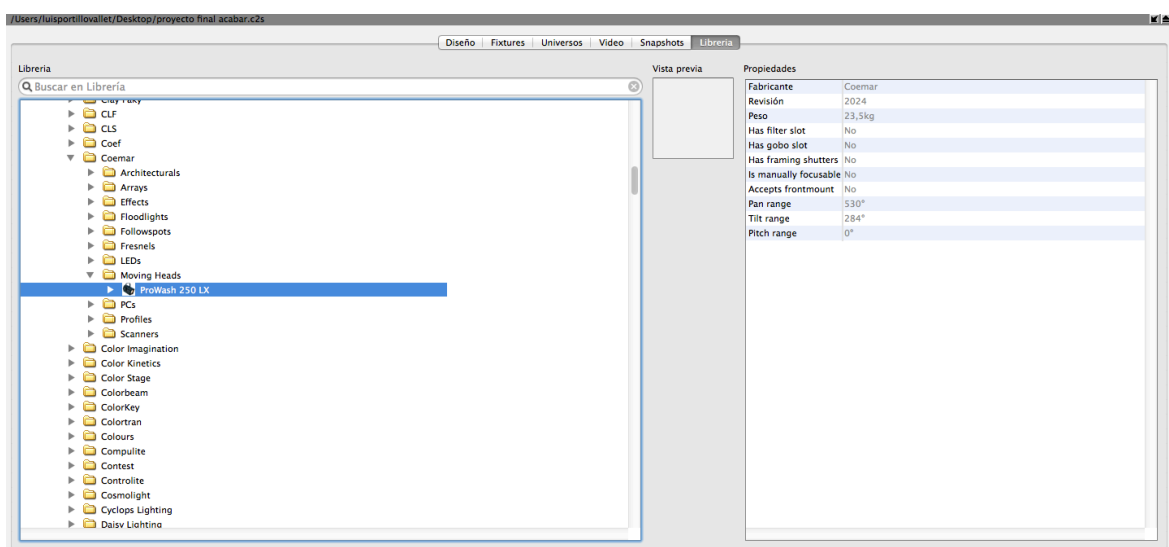 /Users/luisportillovallet/Desktop/proyecto final acabar.c2s
Diseño Fixtures Universos Video Snapshots Librería
Librería
Buscar en Librería
Clay Paky
CLF
CLS
Coef
Coemar
Architecturals
Arrays
Effects
Floodlights
Followspots
Fresnels
LEDs
Moving Heads
ProWash 250 LX
PCs
Profiles
Scanners
Color Imagination
Color Kinetics
Color Stage
Colorbeam
ColorKey
Colortran
Colours
Compulite
Contest
Controlite
Cosmolight
Cyclops Lighting
Daisy Lighting
Vista previa
Propiedades
Fabricante Coemar
Revisión 2024
Peso 23,5kg
Has filter slot No
Has gobo slot No
Has framing shutters No
Is manually focusable No
Accepts frontmount No
Pan range 530°
Tilt range 284°
Pitch range 0°